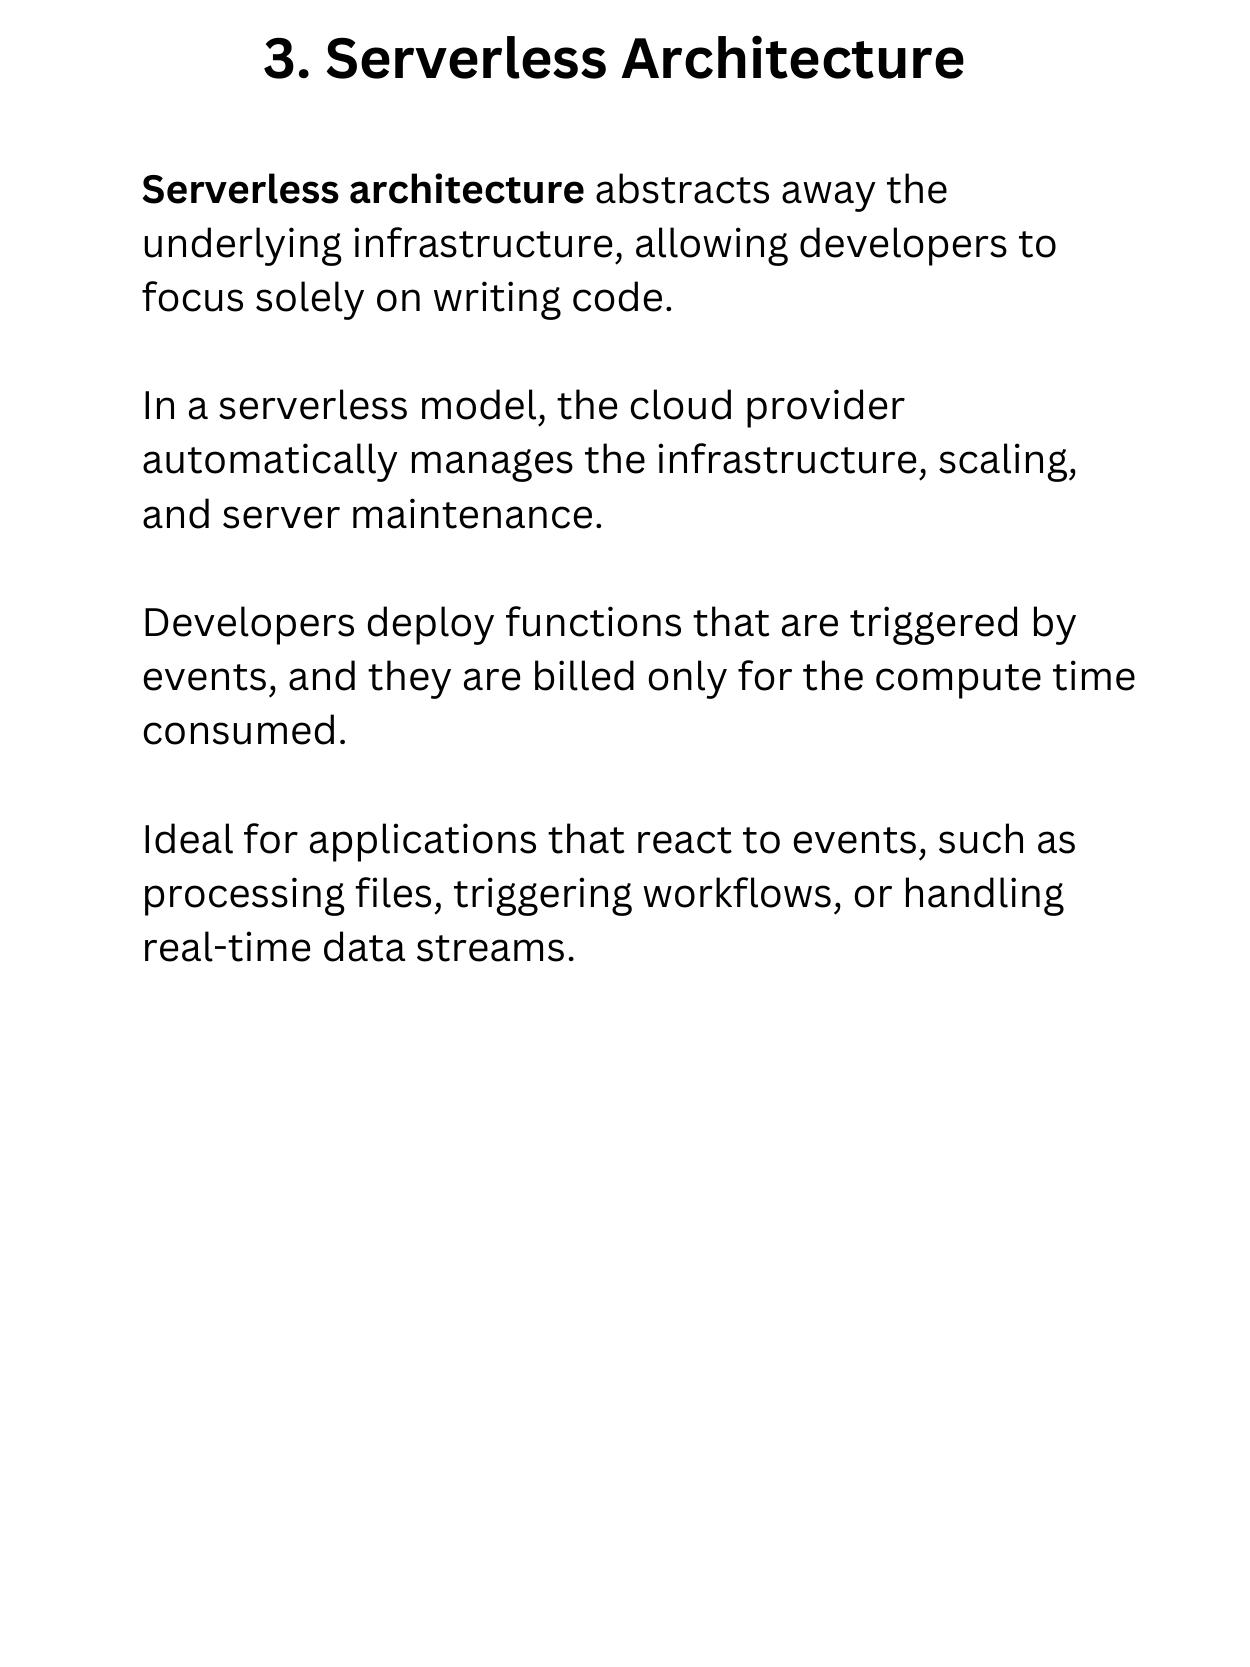 3. Serverless Architecture
Serverless architecture abstracts away the
underlying infrastructure, allowing developers to
focus solely on writing code.
In a serverless model, the cloud provider
automatically manages the infrastructure, scaling,
and server maintenance.
Developers deploy functions that are triggered by
events, and they are billed only for the compute time
consumed.
Ideal for applications that react to events, such as
processing files, triggering workflows, or handling
real-time data streams.